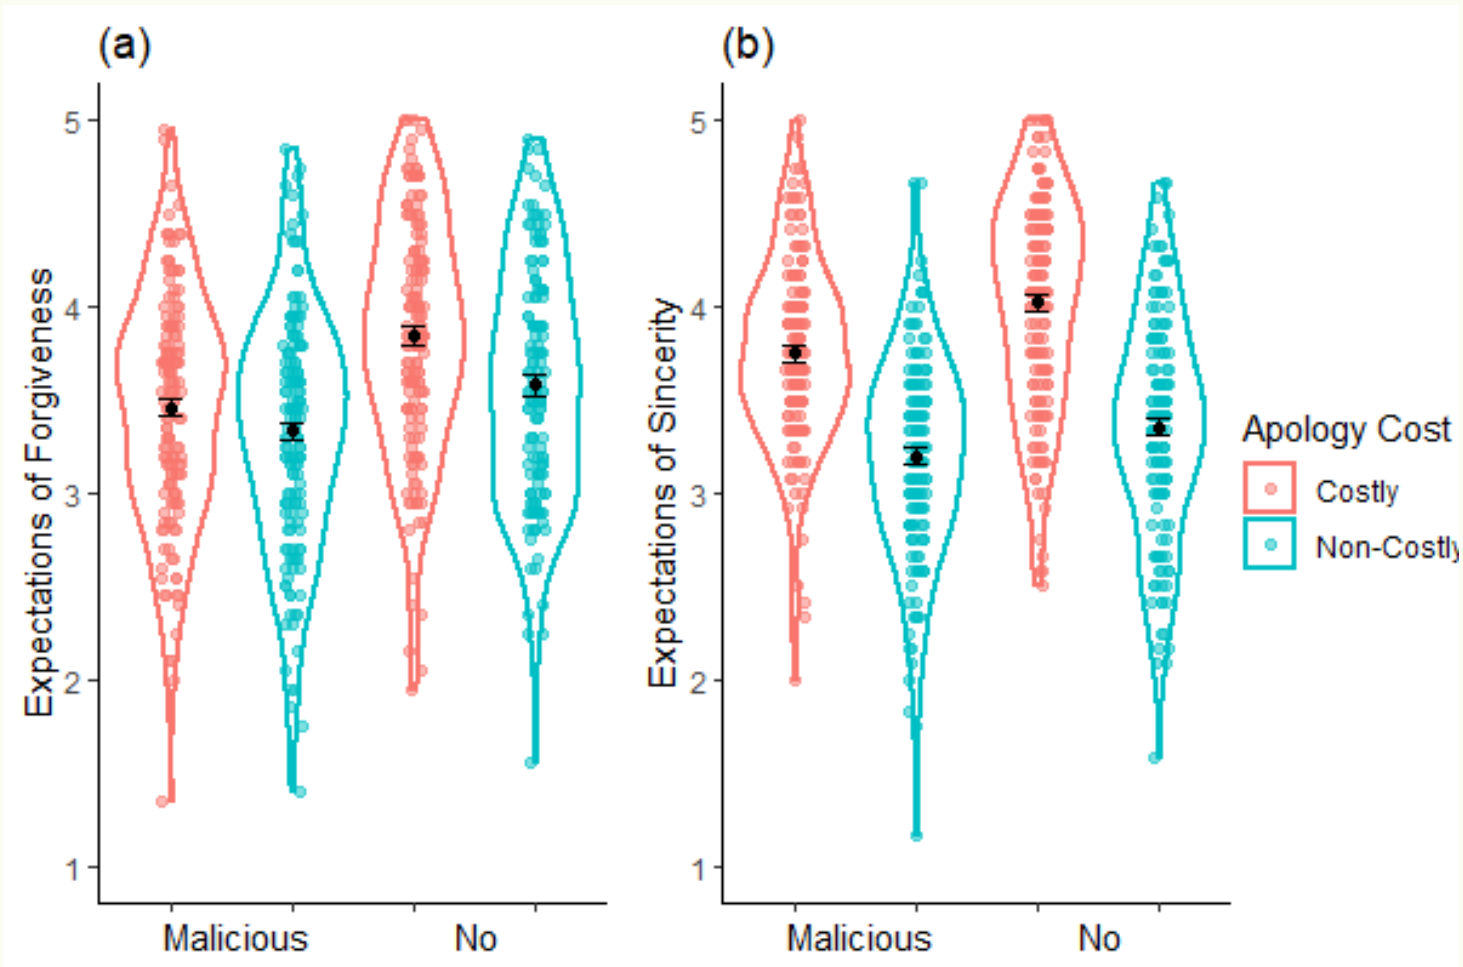 (a)
Expectations of Forgiveness
5
4
3
2
1
Malicious No
(b)
Expectations of Sincerity
5
4
3
2
1
Malicious No
Apology Cost
Costly
Non-Costly